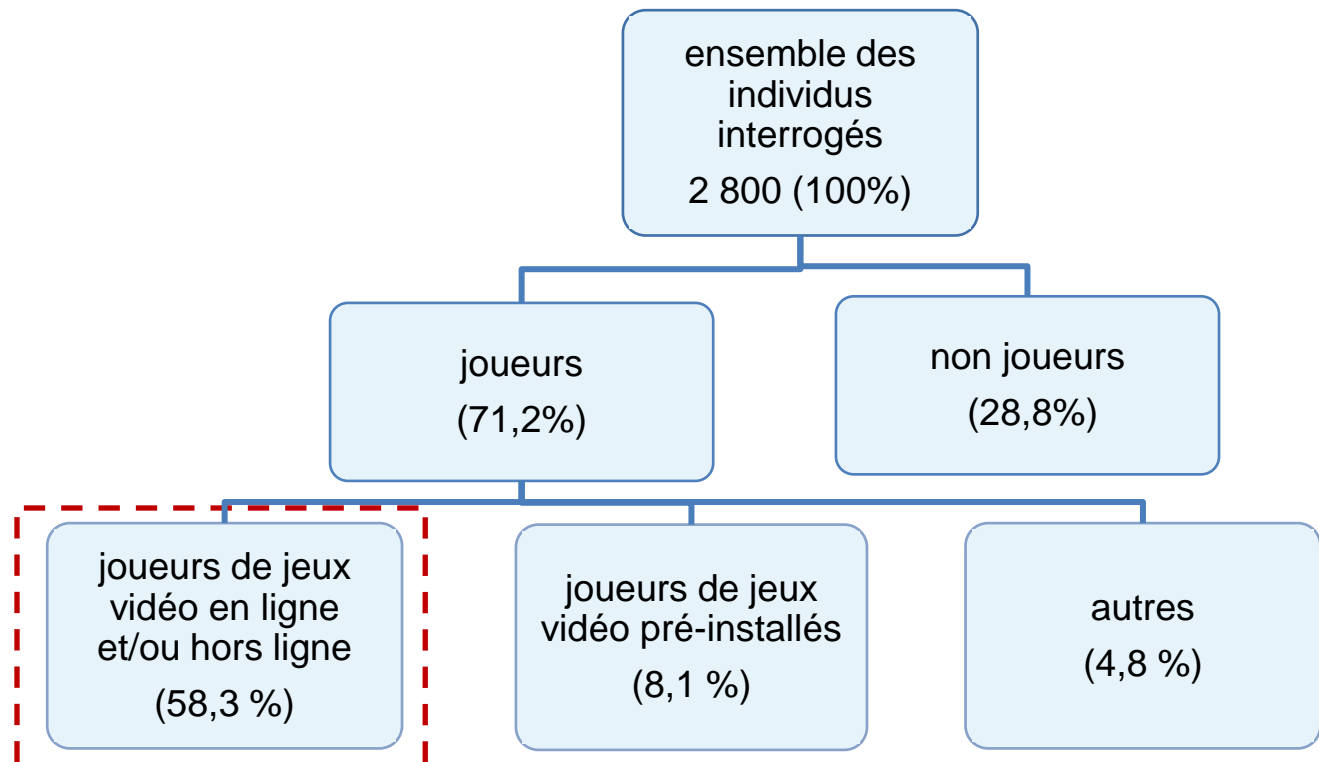 ensemble des
individus
interrogés
2 800 (100%)
joueurs
(71,2%)
non joueurs
(28,8%)
joueurs de jeux
vidéo en ligne
et/ou hors ligne
(58,3 %)
joueurs de jeux
vidéo pré-installés
(8,1 %)
autres
(4,8 %)